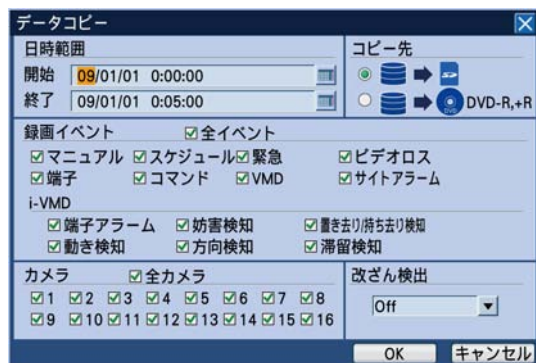 データコピー
日時範囲
開始 09/01/01 0:00:00
終了 09/01/01 0:05:00
コピー先
SD
DVD DVD-R,+R
録画イベント 全イベント
マニュアル スケジュール 緊急 ビデオロス
端子 コマンド VMD サイトアラーム
i-VMD
端子アラーム 妨害検知 置き去り/持ち去り検知
動き検知 方向検知 滞留検知
カメラ 全カメラ
1 2 3 4 5 6 7 8
9 10 11 12 13 14 15 16
改ざん検出
Off
OK キャンセル